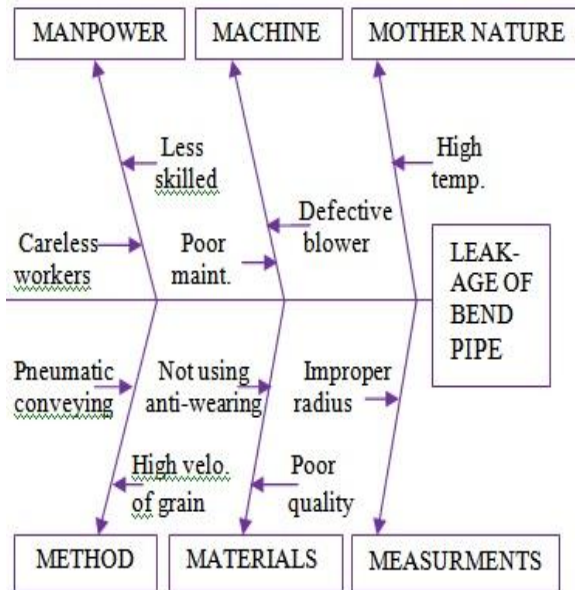 MANPOWER
MACHINE
MOTHER NATURE
Less
skilled
Careless
workers
Defective
blower
Poor
maint.
High
temp.
LEAK-
AGE OF
BEND
PIPE
Pneumatic
conveying
High velo.
of grain
Not using
anti-wearing
Poor
quality
Improper
radius
METHOD
MATERIALS
MEASURMENTS